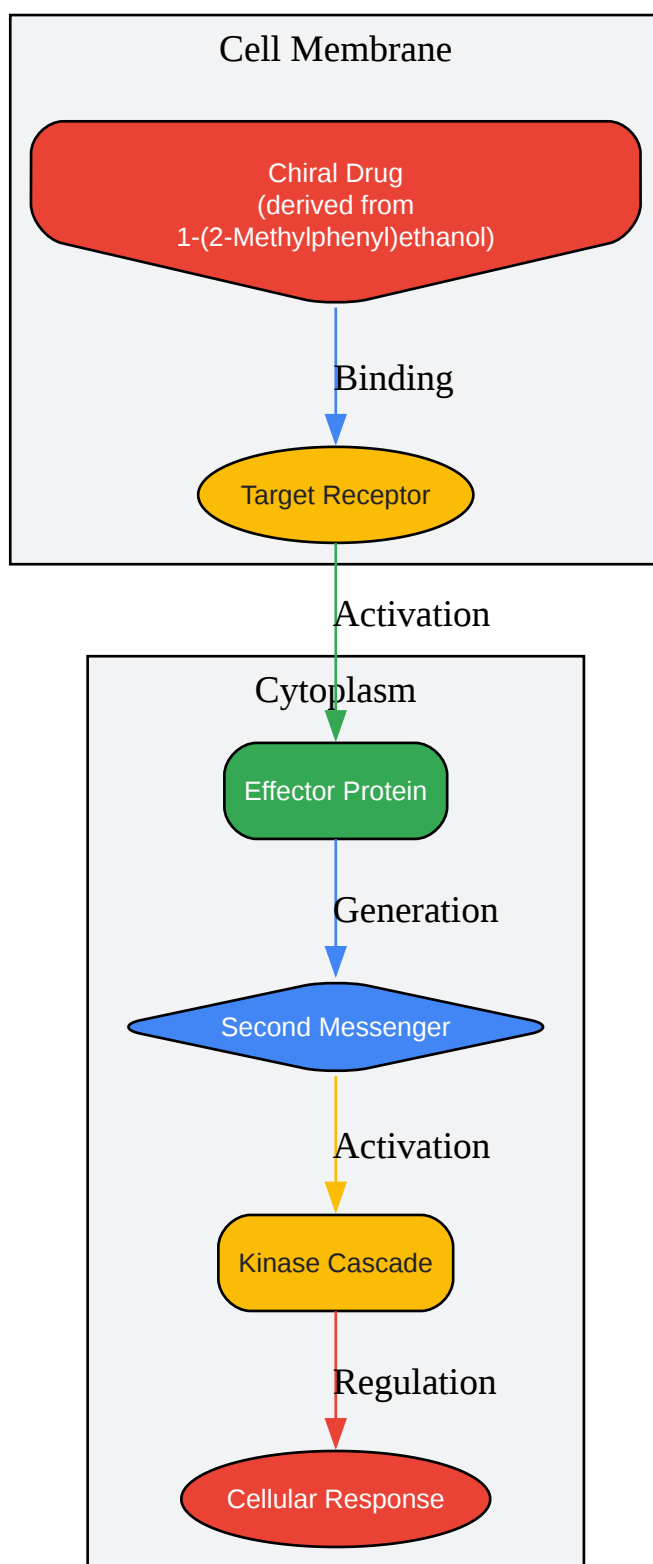 Cell Membrane
Chiral Drug
(derived from
1-(2-Methylphenyl)ethanol)
Binding
Target Receptor
Activation
Cytoplasm
Effector Protein
Generation
Second Messenger
Activation
Kinase Cascade
Regulation
Cellular Response